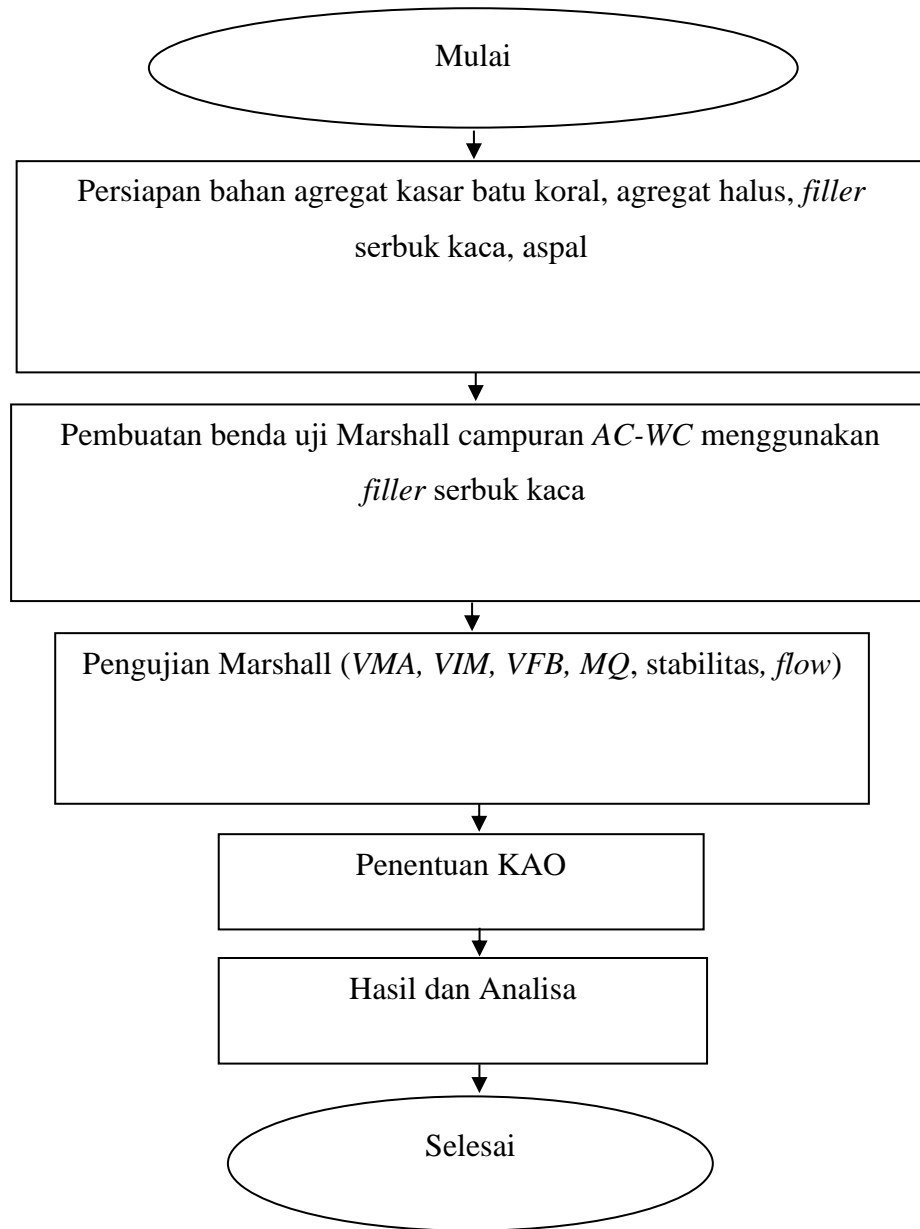 Mulai
Persiapan bahan agregat kasar batu koral, agregat halus, filler
serbuk kaca, aspal
Pembuatan benda uji Marshall campuran AC-WC menggunakan
filler serbuk kaca
Pengujian Marshall (VMA, VIM, VFB, MQ, stabilitas, flow)
Penentuan KAO
Hasil dan Analisa
Selesai